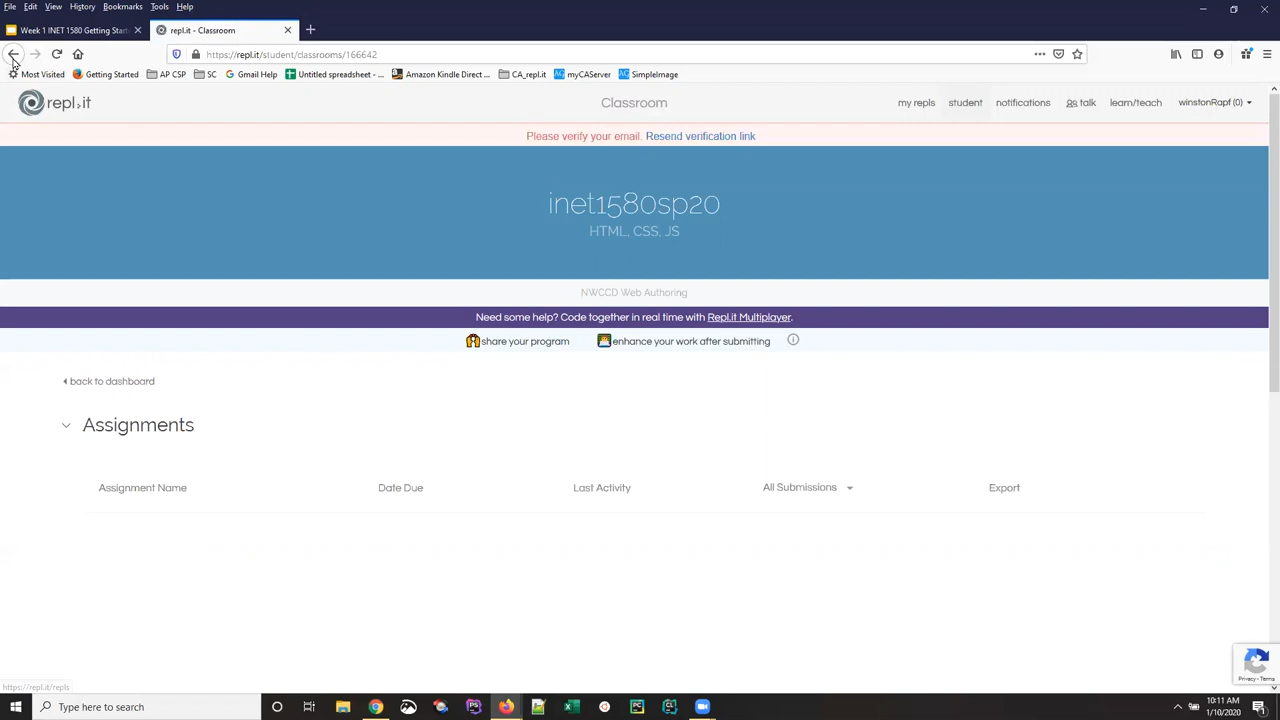 File Edit View History Bookmarks Tools Help
Week 1 INET 1580 Getting Start
repl.it - Classroom
https://repl.it/student/classrooms/166642
Most Visited Getting Started AP CSP SC Gmail Help Untitled spreadsheet -... Amazon Kindle Direct ... CA_repl.it myCAServer SimpleImage
repl.it Classroom my repls student notifications talk learn/teach winstonRapf (0)
Please verify your email. Resend verification link
inet1580sp20
HTML, CSS, JS
NWCCD Web Authoring
Need some help? Code together in real time with Repl.it Multiplayer.
share your program enhance your work after submitting
back to dashboard
Assignments
Assignment Name Date Due Last Activity All Submissions Export
Privacy - Terms
https://repl.it/repls
Type here to search
10:11 AM
1/10/2020